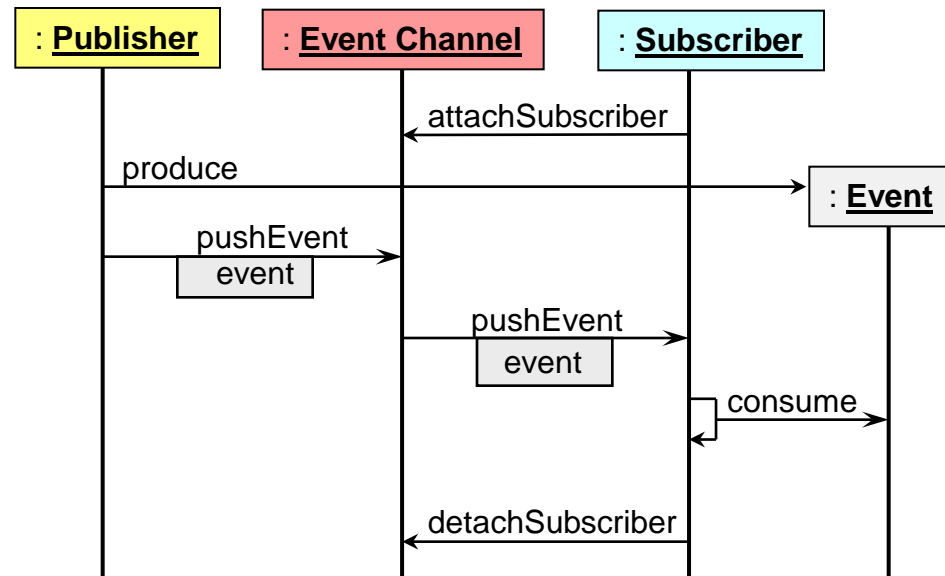 : Publisher
: Event Channel
: Subscriber
attachSubscriber
produce
: Event
pushEvent
event
pushEvent
event
consume
detachSubscriber